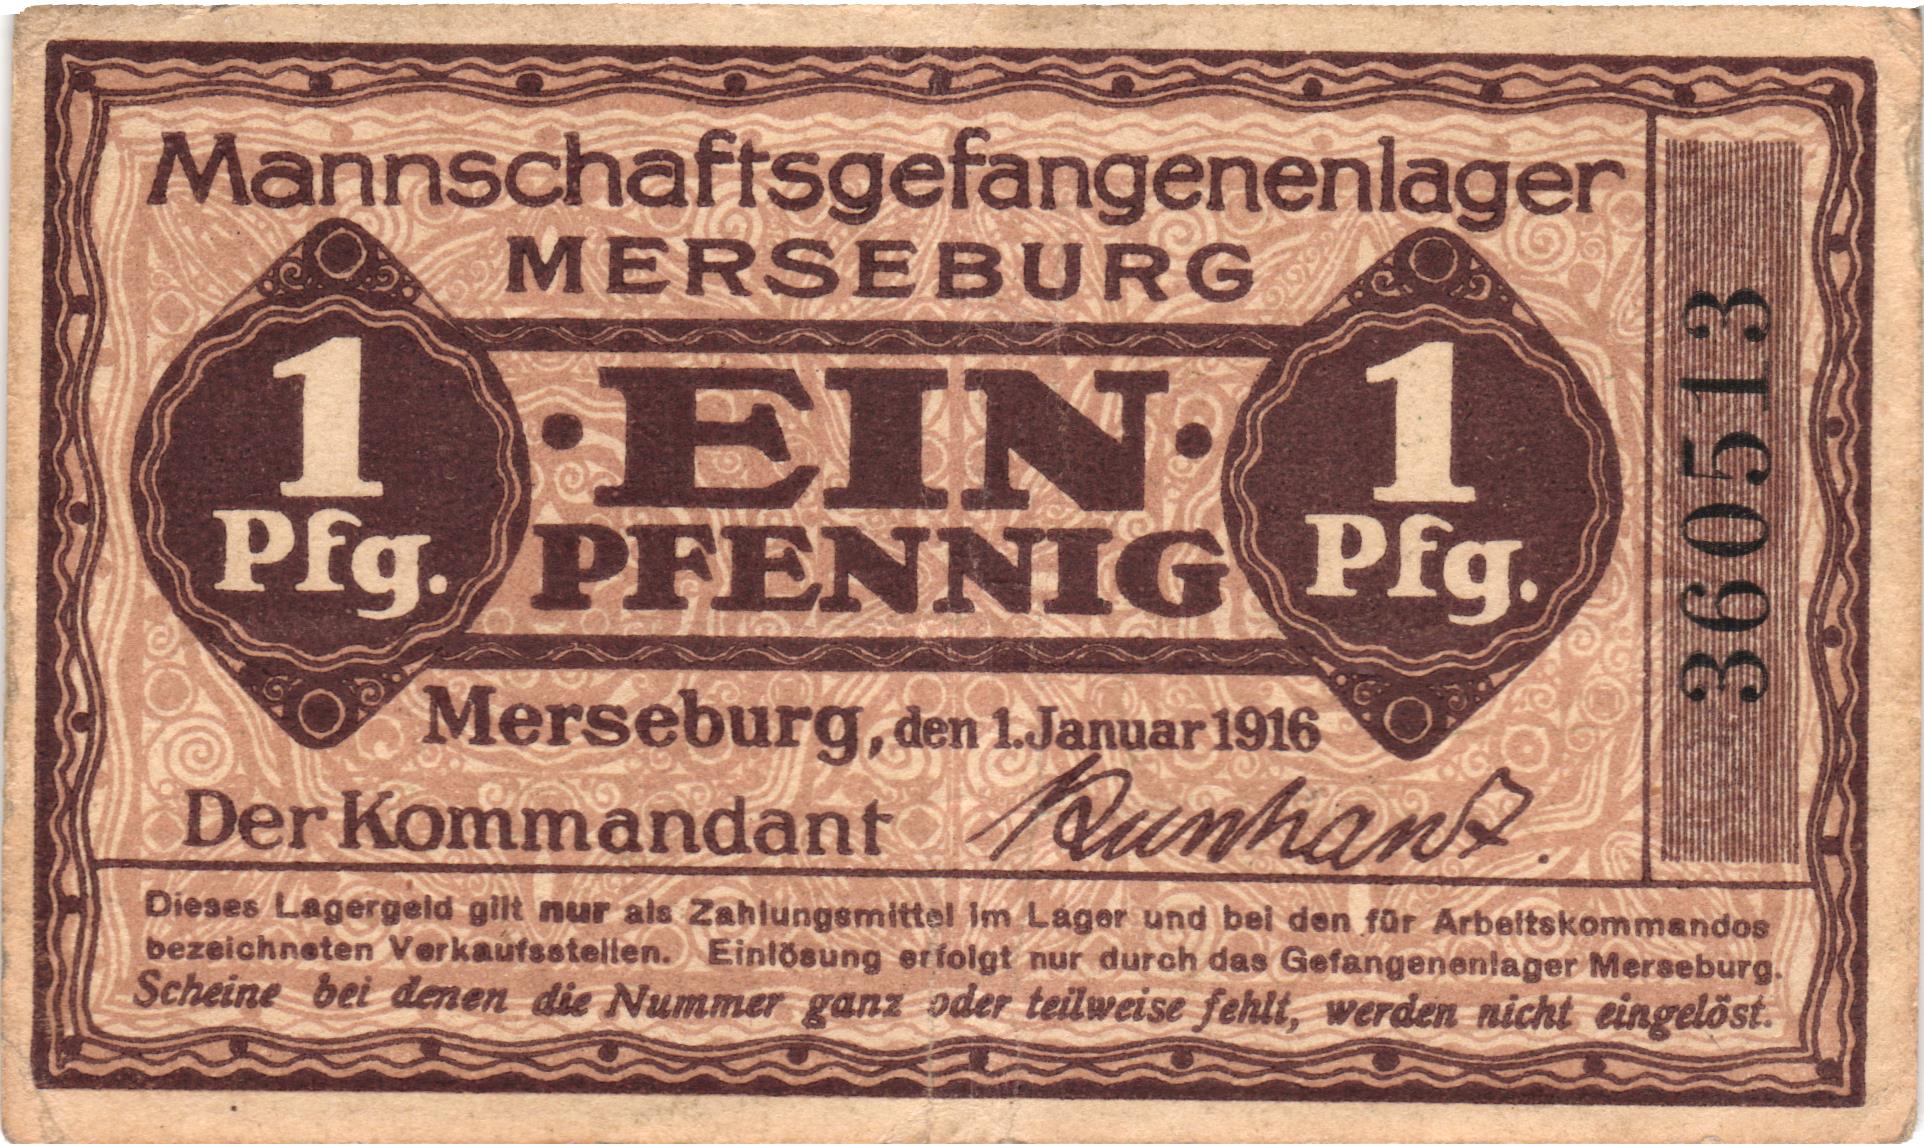 Mannschaftsgefangenenlager
MERSEBURG
1 Pfg.
· EIN ·
PFENNIG
1 Pfg.
Merseburg, den 1. Januar 1916
Der Kommandant
Dieses Lagergeld gilt nur als Zahlungsmittel im Lager und bei den für Arbeitskommandos
bezeichneten Verkaufsstellen. Einlösung erfolgt nur durch das Gefangenenlager Merseburg.
Scheine bei denen die Nummer ganz oder teilweise fehlt, werden nicht eingelöst.
360513